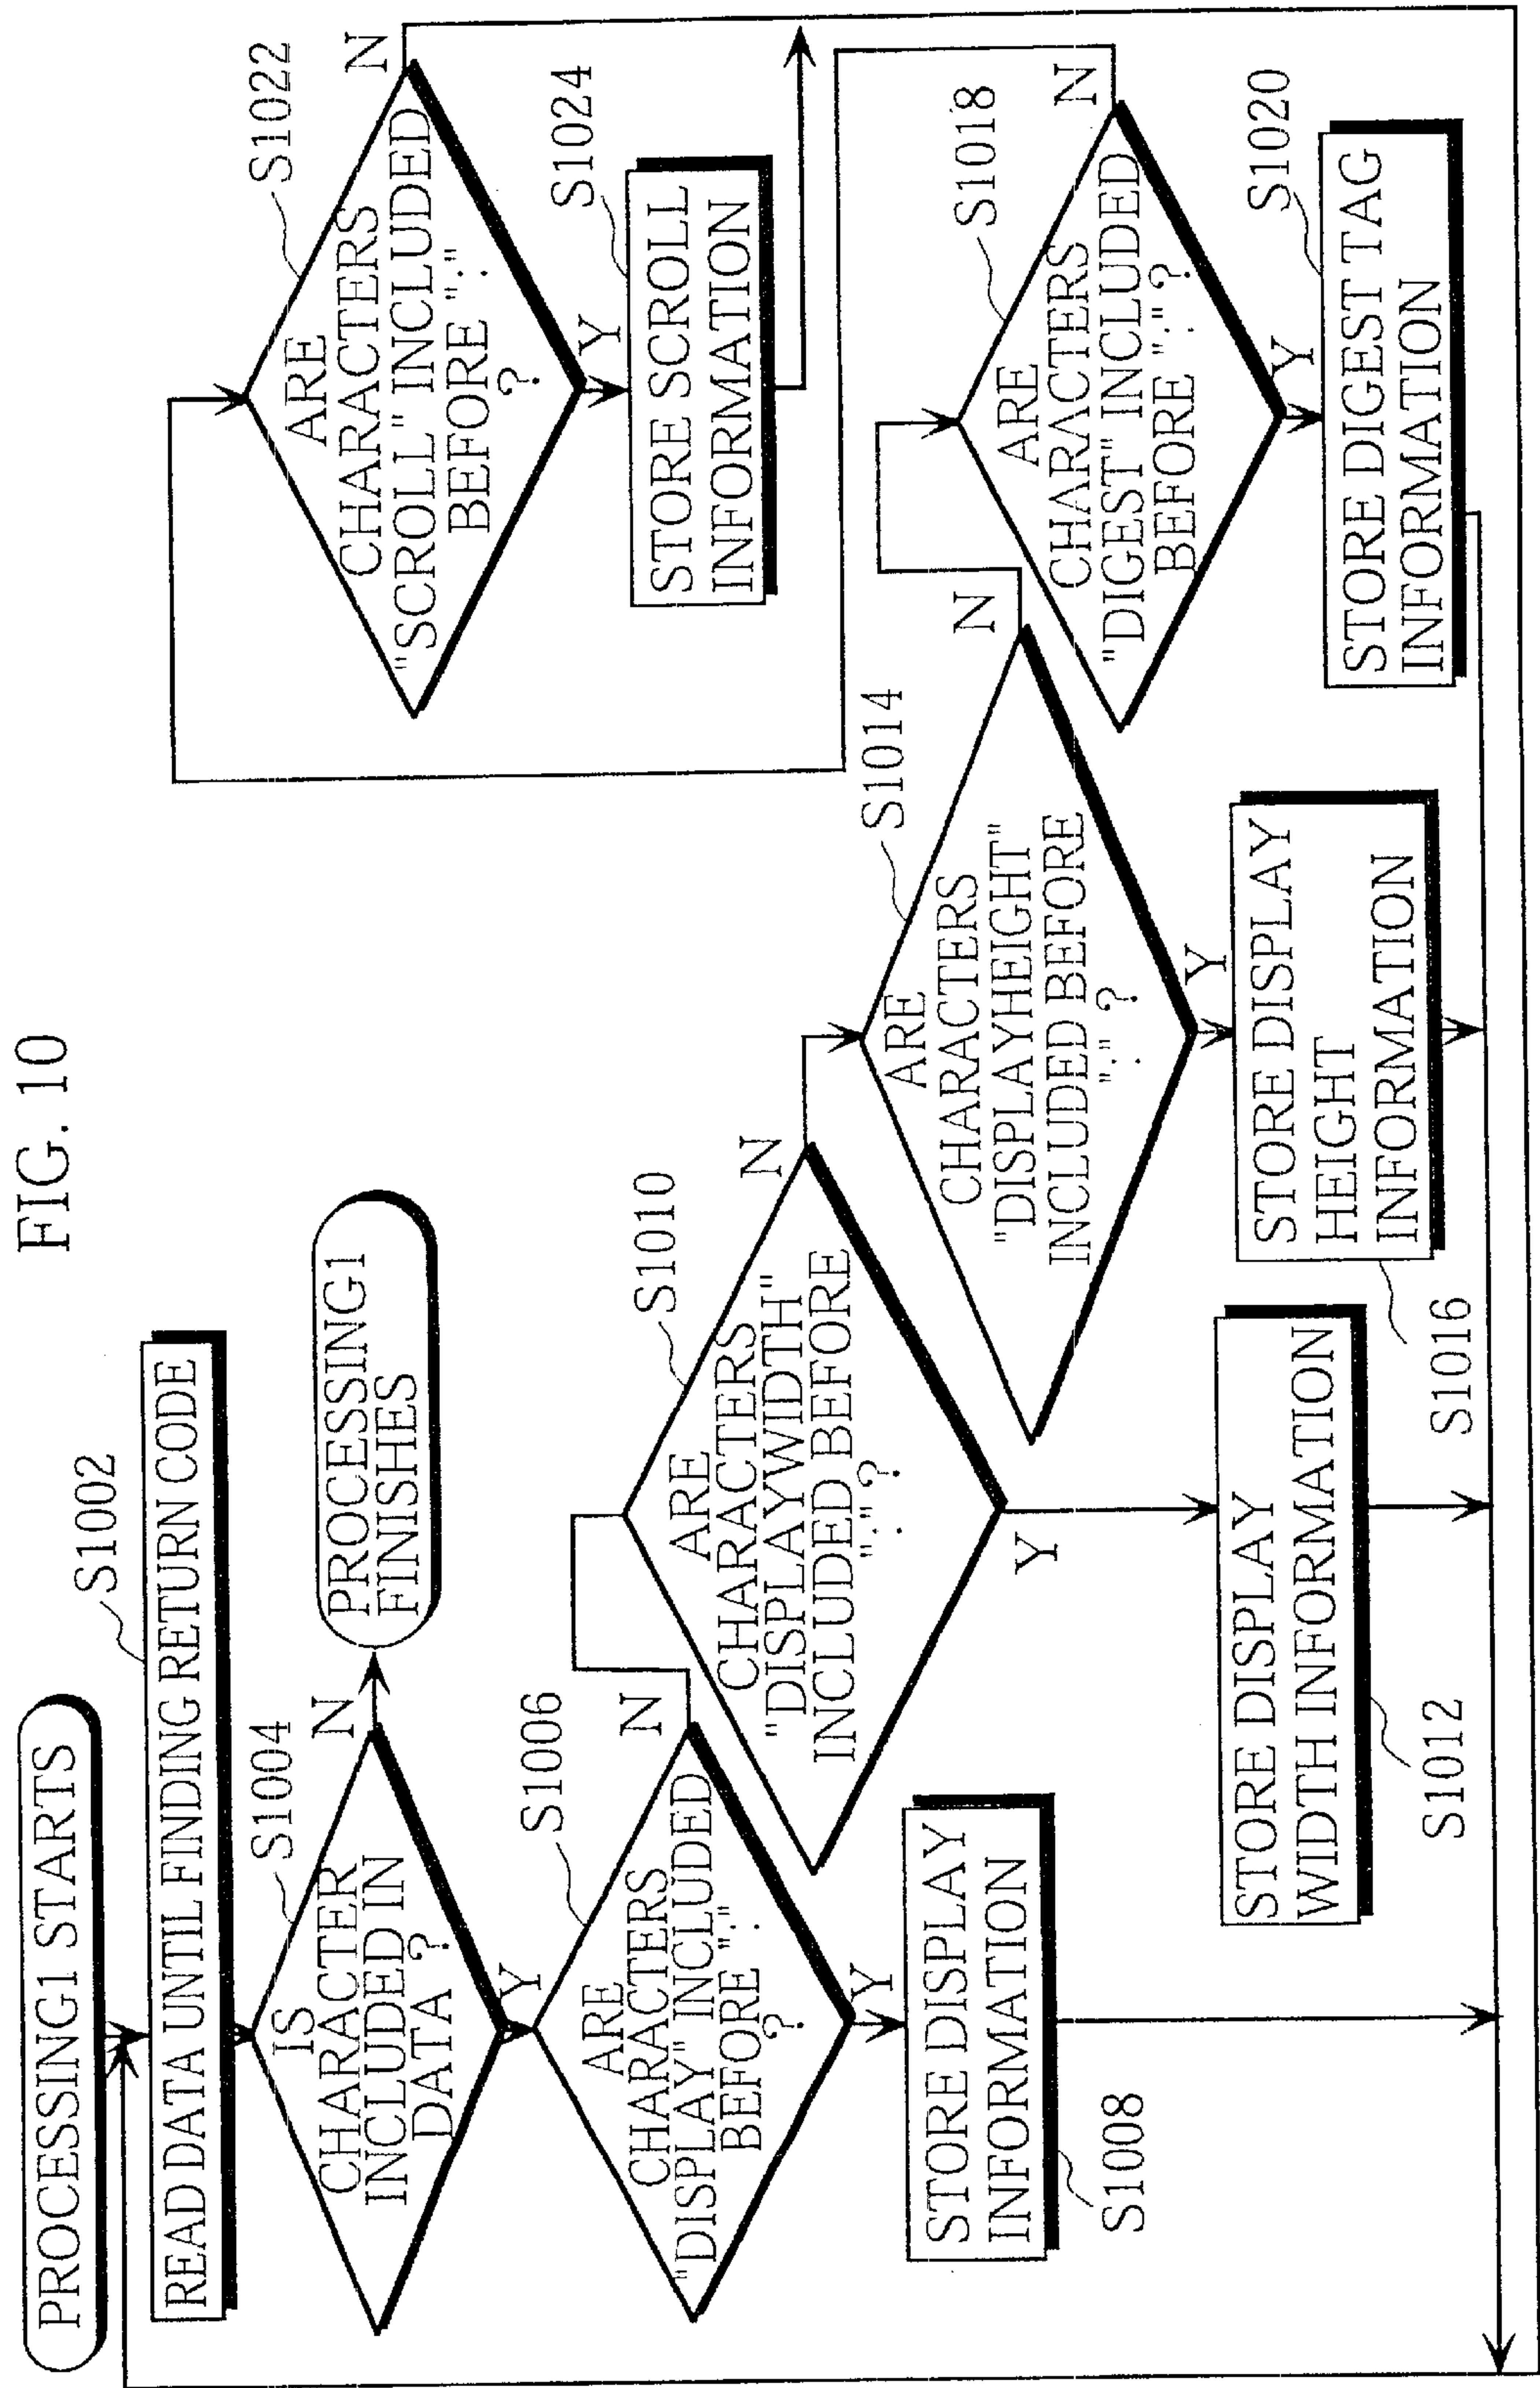 FIG. 10
PROCESSING1 STARTS
S1002
READ DATA UNTIL FINDING RETURN CODE
S1004
IS
CHARACTER
INCLUDED IN
DATA ?
N
PROCESSING1
FINISHES
Y
S1006
ARE
CHARACTERS
"DISPLAY" INCLUDED
BEFORE ":"
?
N
Y
STORE DISPLAY
INFORMATION
S1008
S1010
ARE
CHARACTERS
"DISPLAYWIDTH"
INCLUDED BEFORE
":" ?
N
Y
STORE DISPLAY
WIDTH INFORMATION
S1012
S1014
ARE
CHARACTERS
"DISPLAYHEIGHT"
INCLUDED BEFORE
":" ?
N
Y
STORE DISPLAY
HEIGHT
INFORMATION
S1016
S1018
ARE
CHARACTERS
"DIGEST" INCLUDED
BEFORE ":" ?
N
Y
S1020
STORE DIGEST TAG
INFORMATION
S1022
ARE
CHARACTERS
"SCROLL" INCLUDED
BEFORE ":"
?
N
Y
S1024
STORE SCROLL
INFORMATION